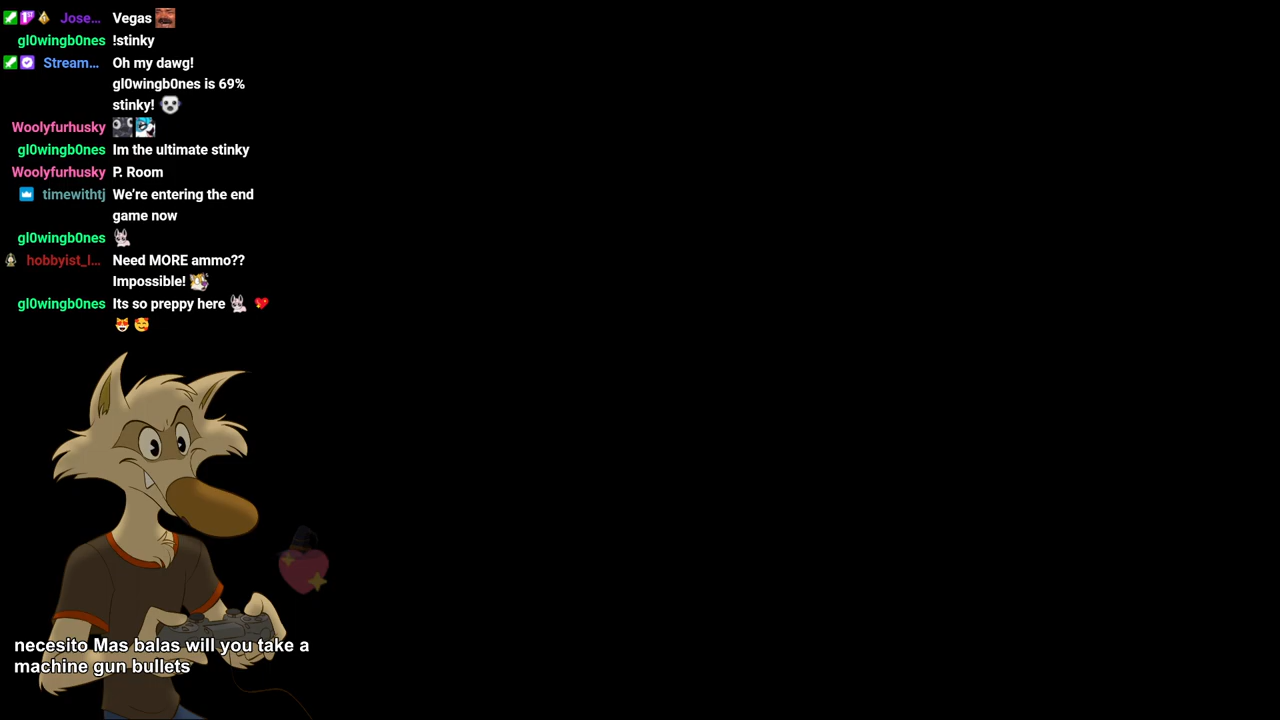 Jose... Vegas
gl0wingb0nes !stinky
Stream... Oh my dawg!
gl0wingb0nes is 69%
stinky!
Woolyfurhusky
gl0wingb0nes Im the ultimate stinky
Woolyfurhusky P. Room
timewithtj We’re entering the end
game now
gl0wingb0nes
hobbyist_l... Need MORE ammo??
Impossible!
gl0wingb0nes Its so preppy here
necesito Mas balas will you take a
machine gun bullets